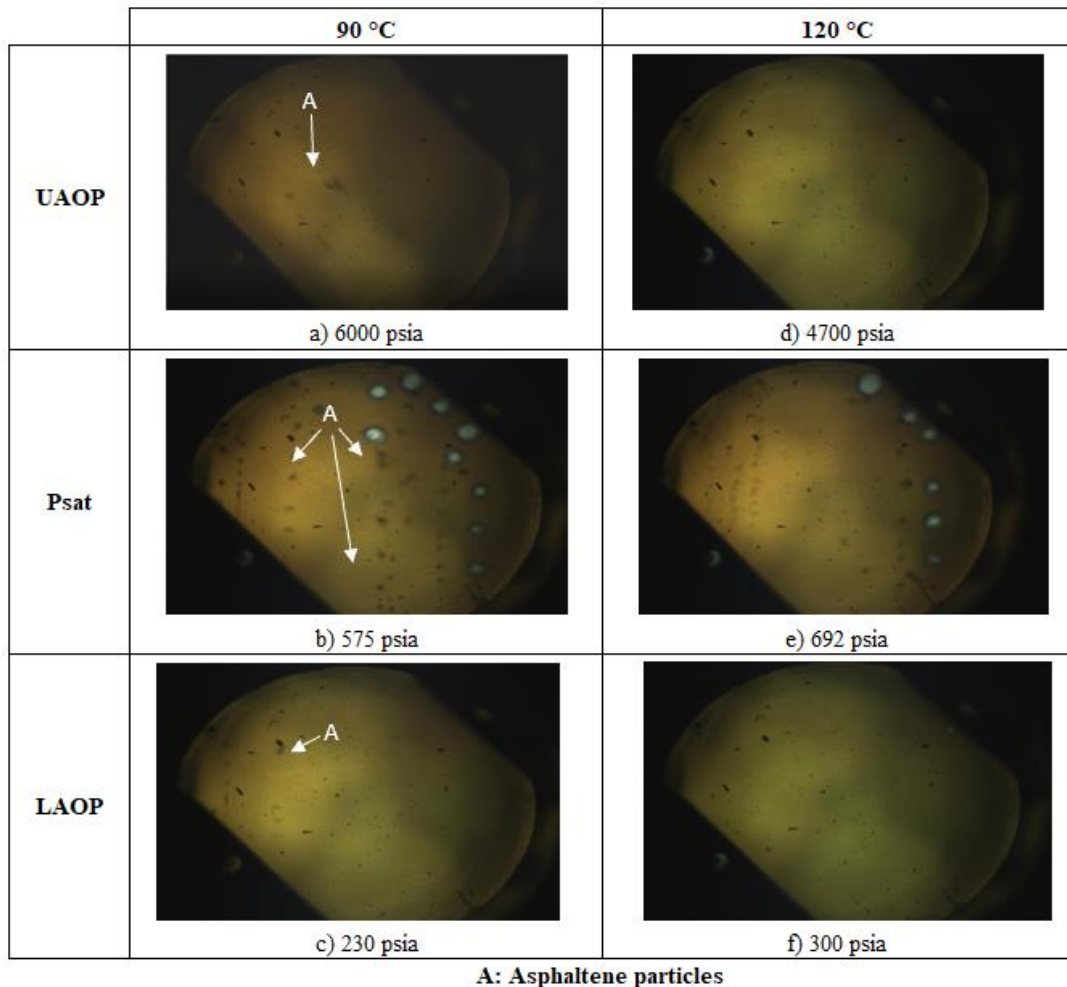 90 °C 120 °C
UAOP
A
a) 6000 psia d) 4700 psia
Psat
A
b) 575 psia e) 692 psia
LAOP
A
c) 230 psia f) 300 psia
A: Asphaltene particles